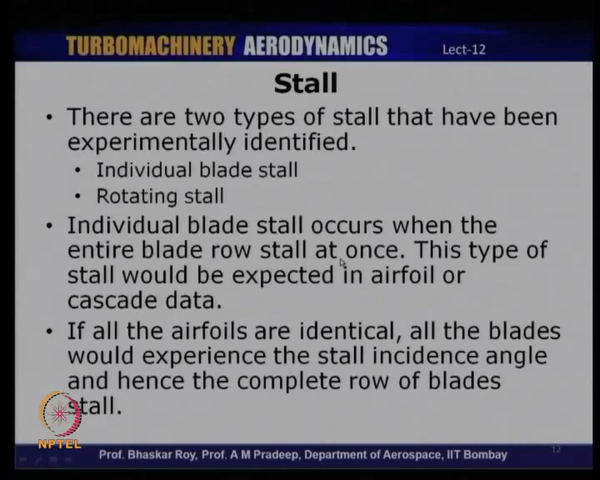 TURBOMACHINERY AERODYNAMICS Lect-12
Stall
• There are two types of stall that have been
experimentally identified.
• Individual blade stall
• Rotating stall
• Individual blade stall occurs when the
entire blade row stall at once. This type of
stall would be expected in airfoil or
cascade data.
• If all the airfoils are identical, all the blades
would experience the stall incidence angle
and hence the complete row of blades
stall.
NPTEL
Prof. Bhaskar Roy, Prof. A M Pradeep, Department of Aerospace, IIT Bombay
12